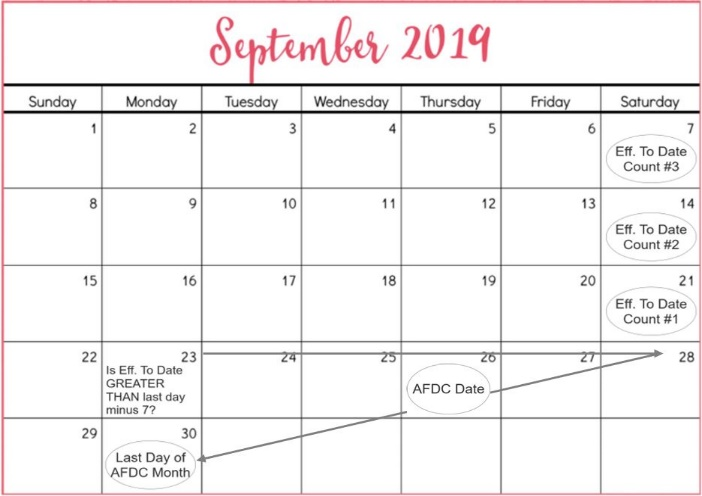 September 2019
Sunday Monday Tuesday Wednesday Thursday Friday Saturday
1 2 3 4 5 6 7
Eff. To Date
Count #3
8 9 10 11 12 13 14
Eff. To Date
Count #2
15 16 17 18 19 20 21
Eff. To Date
Count #1
22 23 24 25 26 27 28
Is Eff. To Date
GREATER
THAN last day
minus 7?
AFDC Date
29 30
Last Day of
AFDC Month